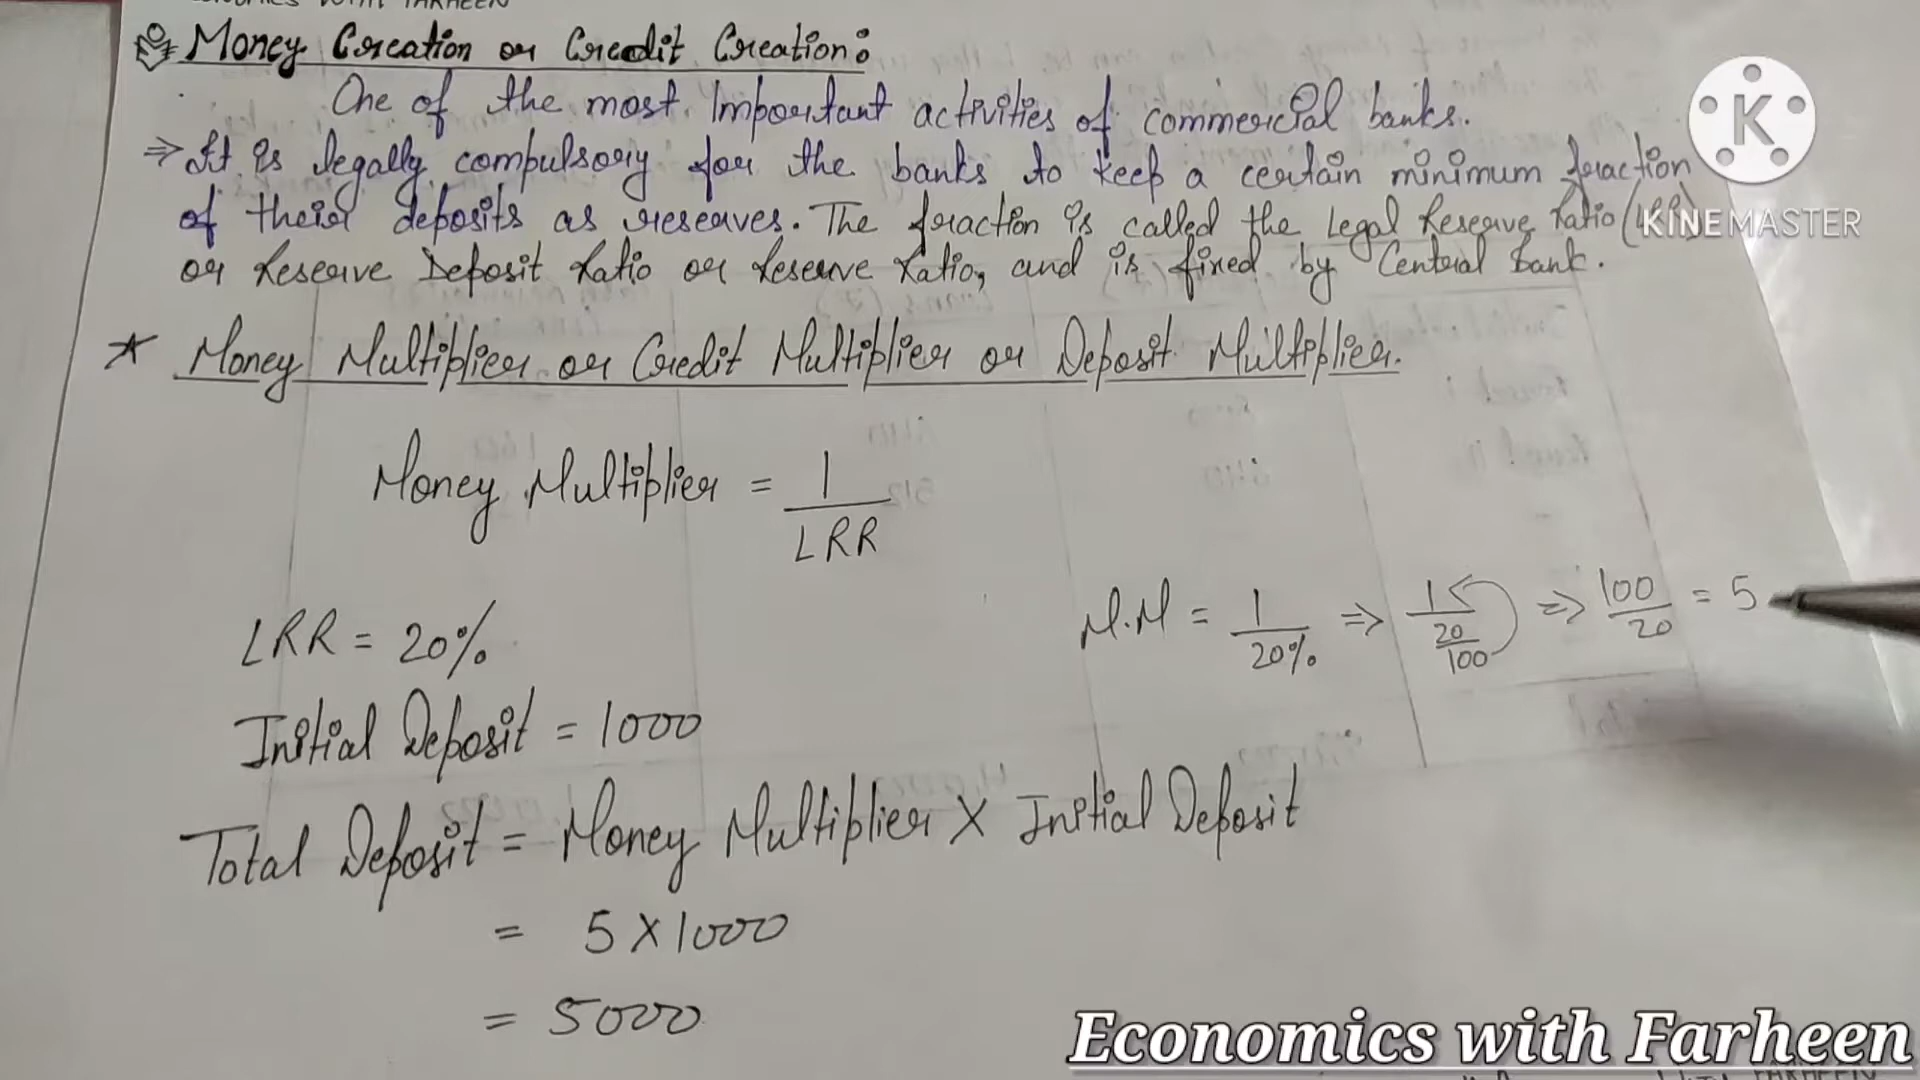 Money Creation or Credit Creation:
One of the most Important activities of commercial banks.
⇒ It is legally compulsory for the banks to keep a certain minimum fraction
of their deposits as reserves. The fraction is called the Legal Reserve Ratio (LRR)
or Reserve Deposit Ratio or Reserve Ratio, and is fixed by Central Bank.
K
KINEMASTER
* Money Multiplier or Credit Multiplier or Deposit Multiplier.
Money Multiplier = 1/LRR
M.M = 1/20% ⇒ 1/(20/100) ⇒ 100/20 = 5
LRR = 20%
Initial Deposit = 1000
Total Deposit = Money Multiplier X Initial Deposit
= 5 X 1000
= 5000
Economics with Farheen